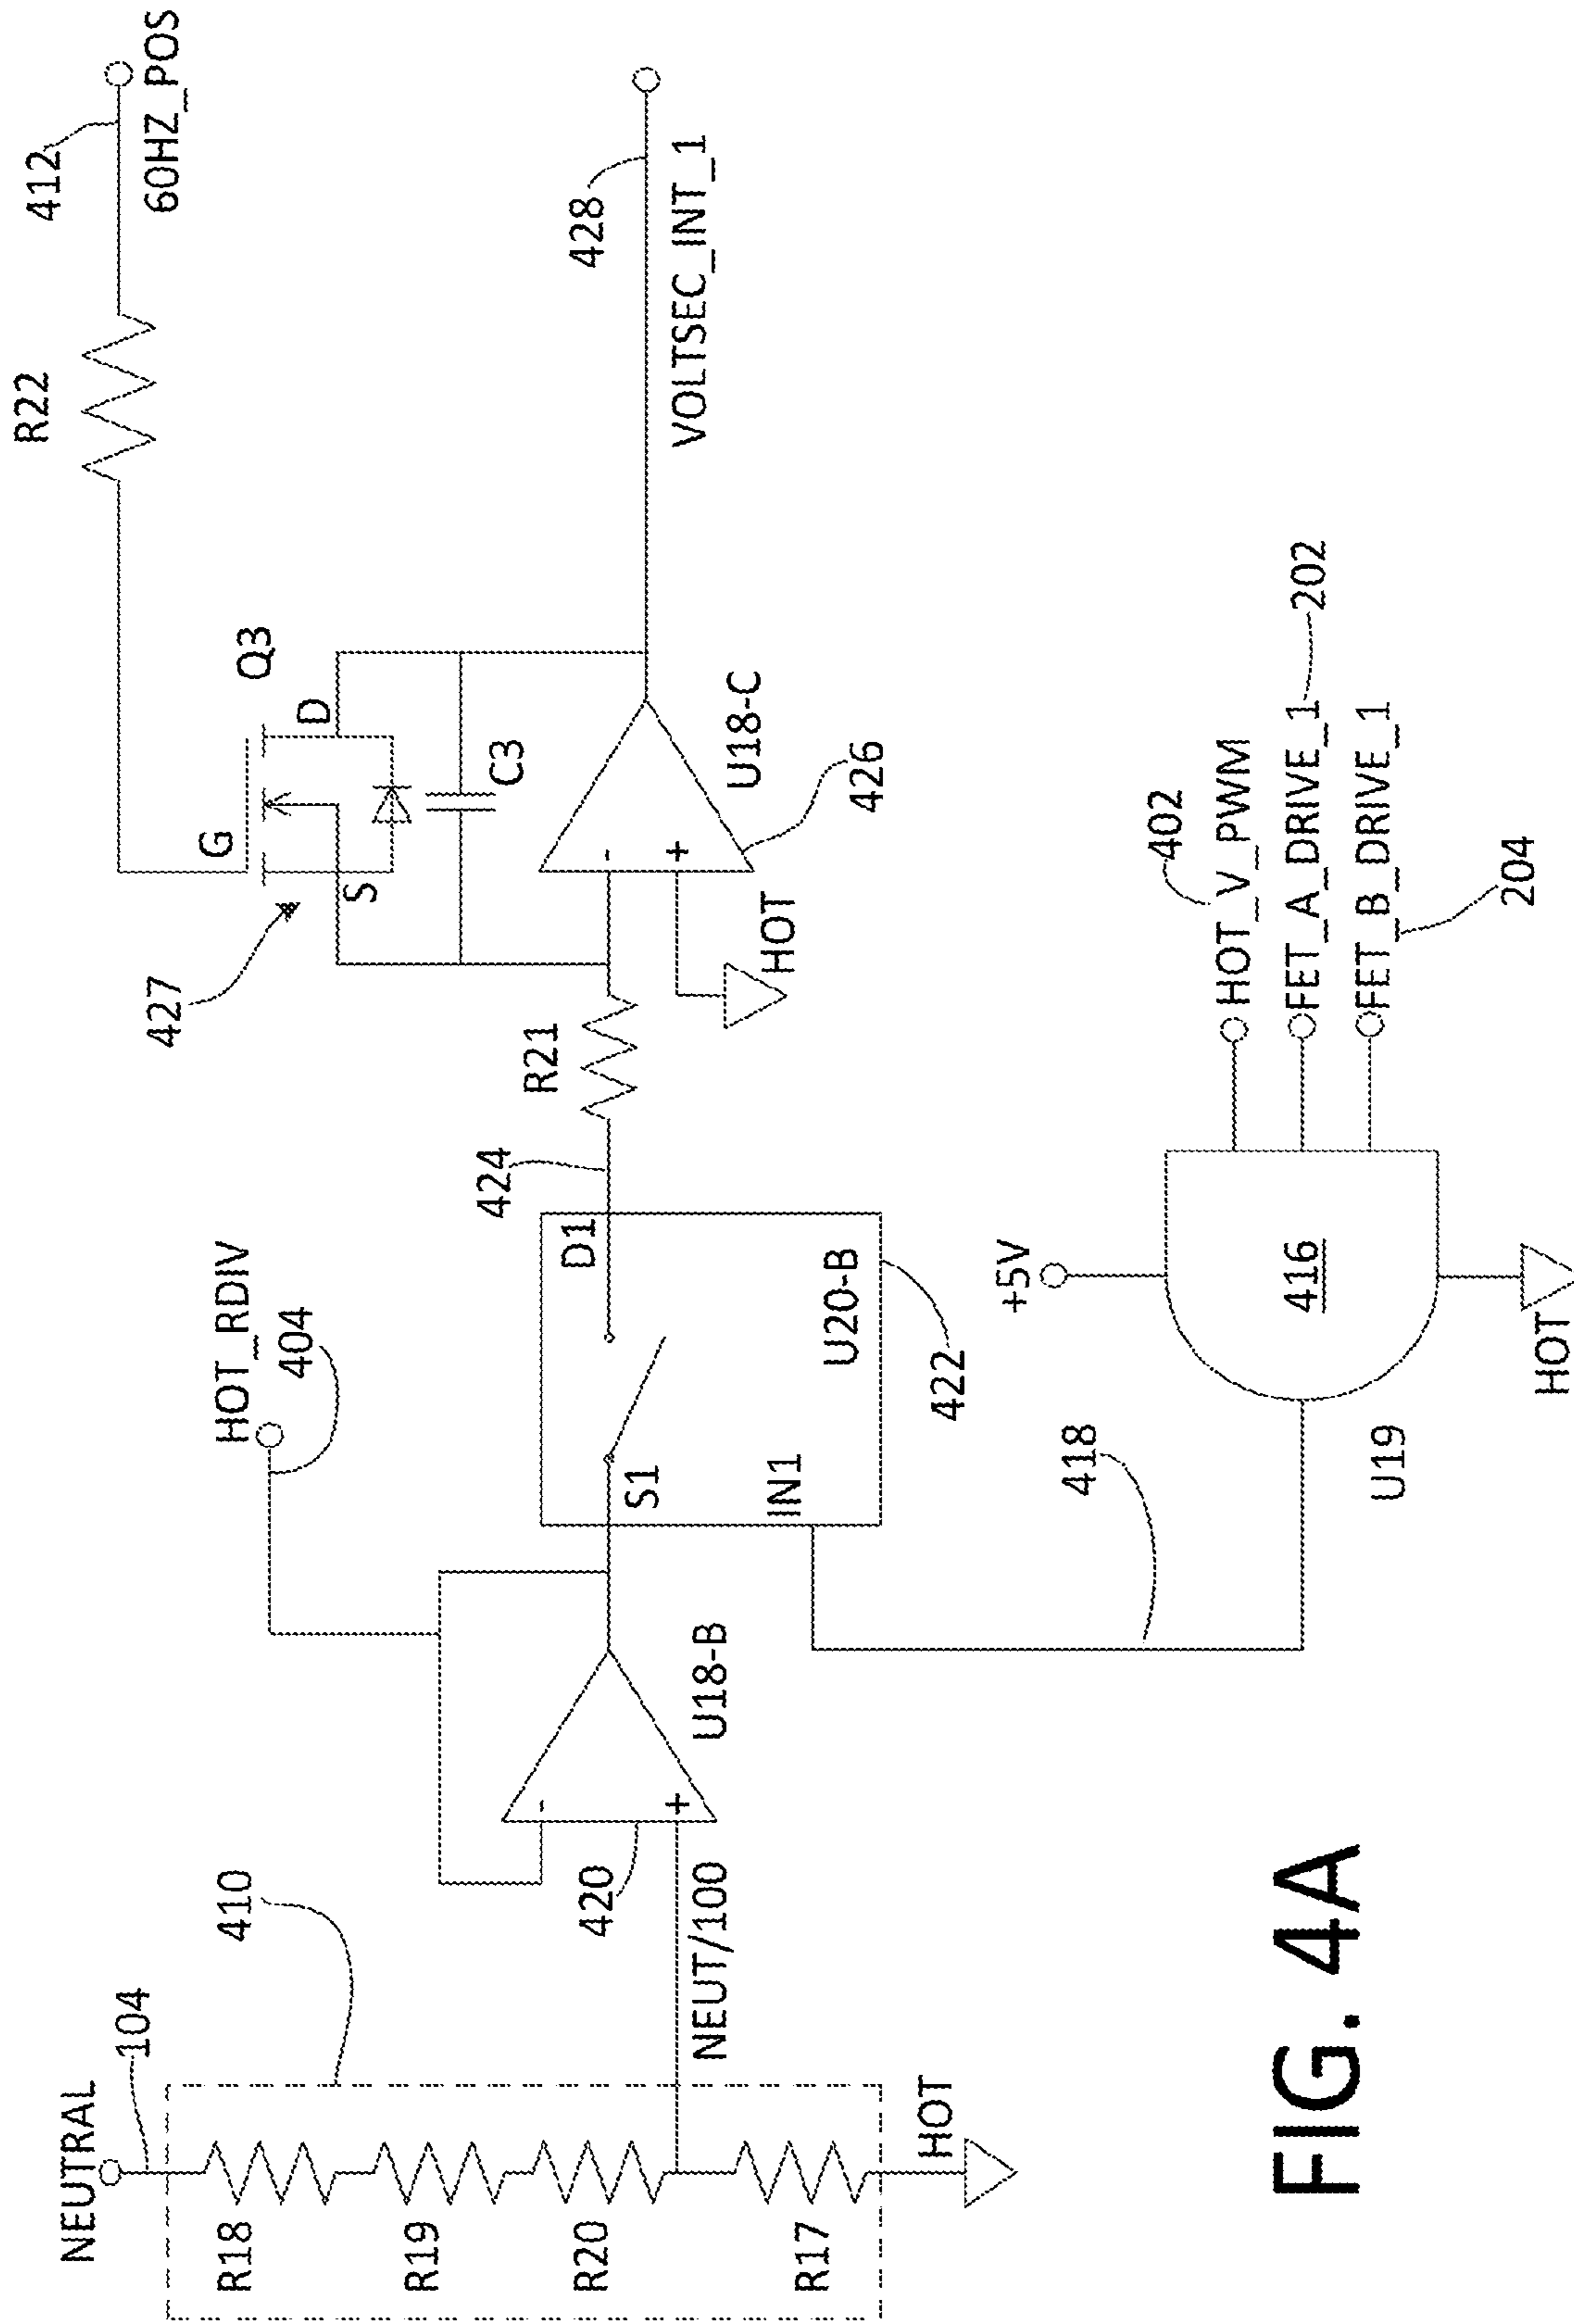 NEUTRAL
104
410
R18
R19
R20
R17
HOT
NEUT/100
420
-
+
U18-B
HOT_RDIV
404
S1
D1
IN1
U20-B
422
424
R21
427
G
S
D
Q3
C3
-
+
HOT
U18-C
426
R22
412
60HZ_POS
428
VOLTSEC_INT_1
418
U19
+5V
416
HOT
402
HOT_V_PWM
FET_A_DRIVE_1
202
FET_B_DRIVE_1
204
FIG. 4A